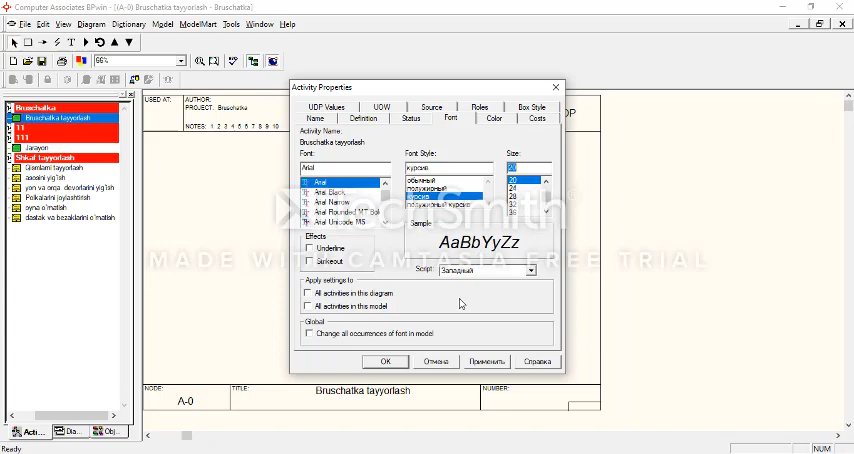 Computer Associates BPwin - [(A-0) Bruschatka tayyorlash - Bruschatka]
File Edit View Diagram Dictionary Model ModelMart Tools Window Help
66%
Bruxchatka
Bruschatka tayyorlash
11
111
Jarayon
Shkaf tayyorlash
Qismlarni tayyorlash
asosini yig'ish
yon va orqa devorlarini yig'ish
Polkalarni joylashtirish
oyna o'rnatish
dastak va bezaklarini o'rnatish
Acti... Dia... Obj...
USED AT:
AUTHOR:
PROJECT: Bruschatka
NOTES: 1 2 3 4 5 6 7 8 9 10
OP
Activity Properties
UDP Values UOW Source Roles Box Style
Name Definition Status Font Color Costs
Activity Name:
Bruschatka tayyorlash
Font: Font Style: Size:
Arial курсив 20
Arial обычный 20
Arial Black полужирный 24
Arial Narrow курсив 28
Arial Rounded MT Bol полужирный курсив 32
Arial Unicode MS 36
Effects
Underline
Strikeout
Sample
AaBbYyZz
Script: Западный
Apply settings to
All activities in this diagram
All activities in this model
Global
Change all occurrences of font in model
OK Отмена Применить Справка
TechSmith
MADE WITH CAMTASIA FREE TRIAL
NODE: TITLE: NUMBER:
A-0 Bruschatka tayyorlash
Ready NUM